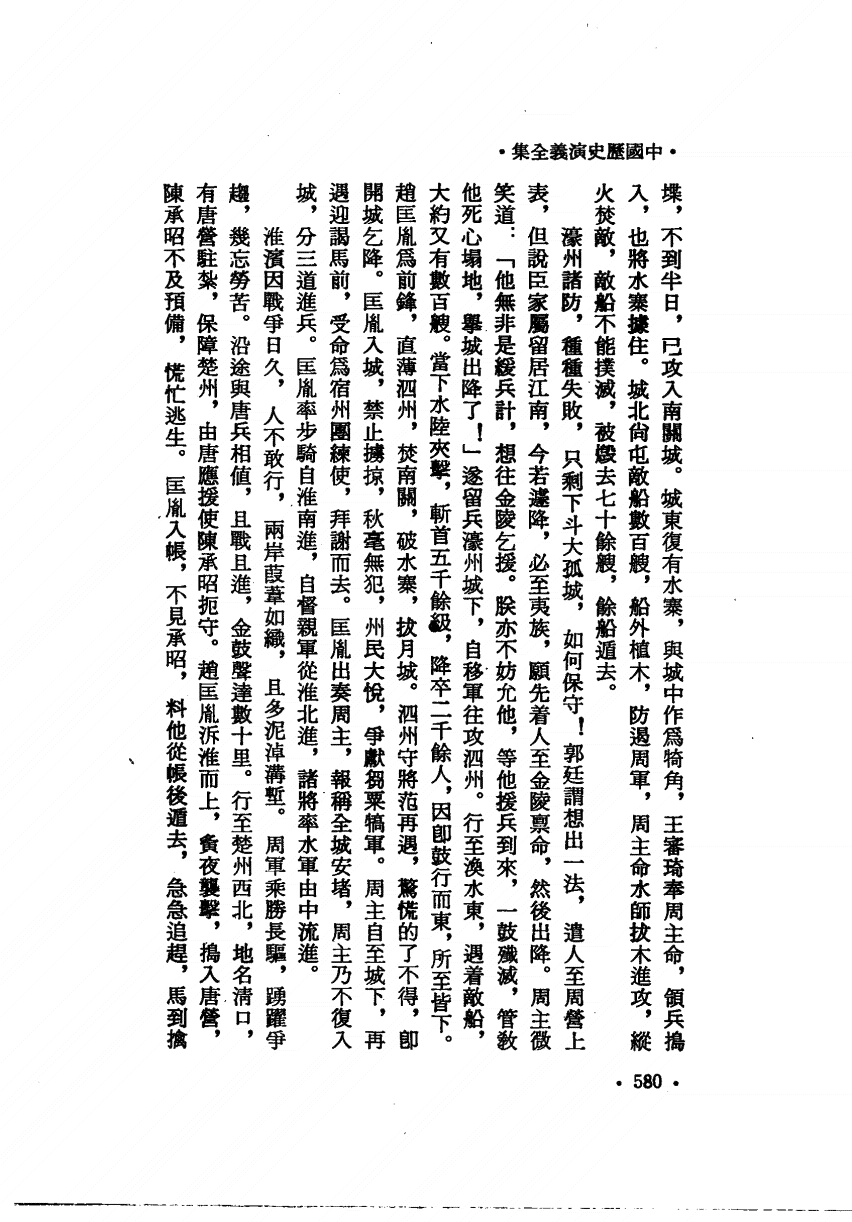 ·中國歷史演義全集·
堞，不到半日，已攻入南關城。城東復有水寨，與城中作爲犄角，王審琦奉周主命，領兵搗
入，也將水寨據住。城北尙屯敵船數百艘，船外植木，防遏周軍，周主命水師拔木進攻，縱
火焚敵，敵船不能撲滅，被燬去七十餘艘，餘船遁去。
濠州諸防，種種失敗，只剩下斗大孤城，如何保守！郭廷謂想出一法，遣人至周營上
表，但說臣家屬留居江南，今若遽降，必至夷族，願先着人至金陵禀命，然後出降。周主微
笑道：「他無非是緩兵計，想往金陵乞援。朕亦不妨允他，等他援兵到來，一鼓殲滅，管敎
他死心塌地，擧城出降了！」遂留兵濠州城下，自移軍往攻泗州。行至渙水東，遇着敵船，
大約又有數百艘。當下水陸夾擊，斬首五千餘級，降卒二千餘人，因卽鼓行而東，所至皆下。
趙匡胤爲前鋒，直薄泗州，焚南關，破水寨，拔月城。泗州守將范再遇，驚慌的了不得，卽
開城乞降。匡胤入城，禁止擄掠，秋毫無犯，州民大悅，爭獻芻粟犒軍。周主自至城下，再
遇迎謁馬前，受命爲宿州團練使，拜謝而去。匡胤出奏周主，報稱全城安堵，周主乃不復入
城，分三道進兵。匡胤率步騎自淮南進，自督親軍從淮北進，諸將率水軍由中流進。
淮濱因戰爭日久，人不敢行，兩岸葭葦如織，且多泥淖溝塹。周軍乘勝長驅，踴躍爭
趨，幾忘勞苦。沿途與唐兵相値，且戰且進，金鼓聲達數十里。行至楚州西北，地名淸口，
有唐營駐紮，保障楚州，由唐應援使陳承昭扼守。趙匡胤泝淮而上，夤夜襲擊，搗入唐營，
陳承昭不及預備，慌忙逃生。匡胤入帳，不見承昭，料他從帳後遁去，急急追趕，馬到擒
·580·